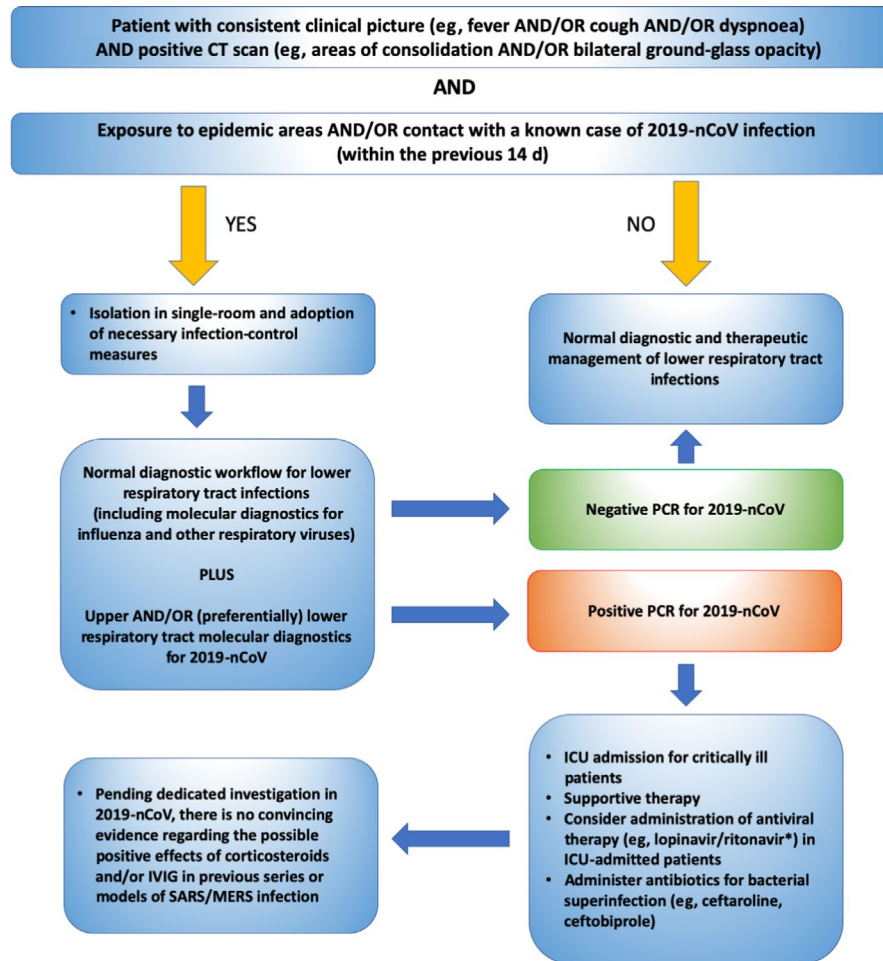 Patient with consistent clinical picture (eg, fever AND/OR cough AND/OR dyspnoea)
AND positive CT scan (eg, areas of consolidation AND/OR bilateral ground-glass opacity)
AND
Exposure to epidemic areas AND/OR contact with a known case of 2019-nCoV infection
(within the previous 14 d)
YES
NO
• Isolation in single-room and adoption
of necessary infection-control
measures
Normal diagnostic and therapeutic
management of lower respiratory tract
infections
Normal diagnostic workflow for lower
respiratory tract infections
(including molecular diagnostics for
influenza and other respiratory viruses)
PLUS
Upper AND/OR (preferentially) lower
respiratory tract molecular diagnostics
for 2019-nCoV
Negative PCR for 2019-nCoV
Positive PCR for 2019-nCoV
• ICU admission for critically ill
patients
• Supportive therapy
• Consider administration of antiviral
therapy (eg, lopinavir/ritonavir*) in
ICU-admitted patients
• Administer antibiotics for bacterial
superinfection (eg, ceftaroline,
ceftobiprole)
• Pending dedicated investigation in
2019-nCoV, there is no convincing
evidence regarding the possible
positive effects of corticosteroids
and/or IVIG in previous series or
models of SARS/MERS infection